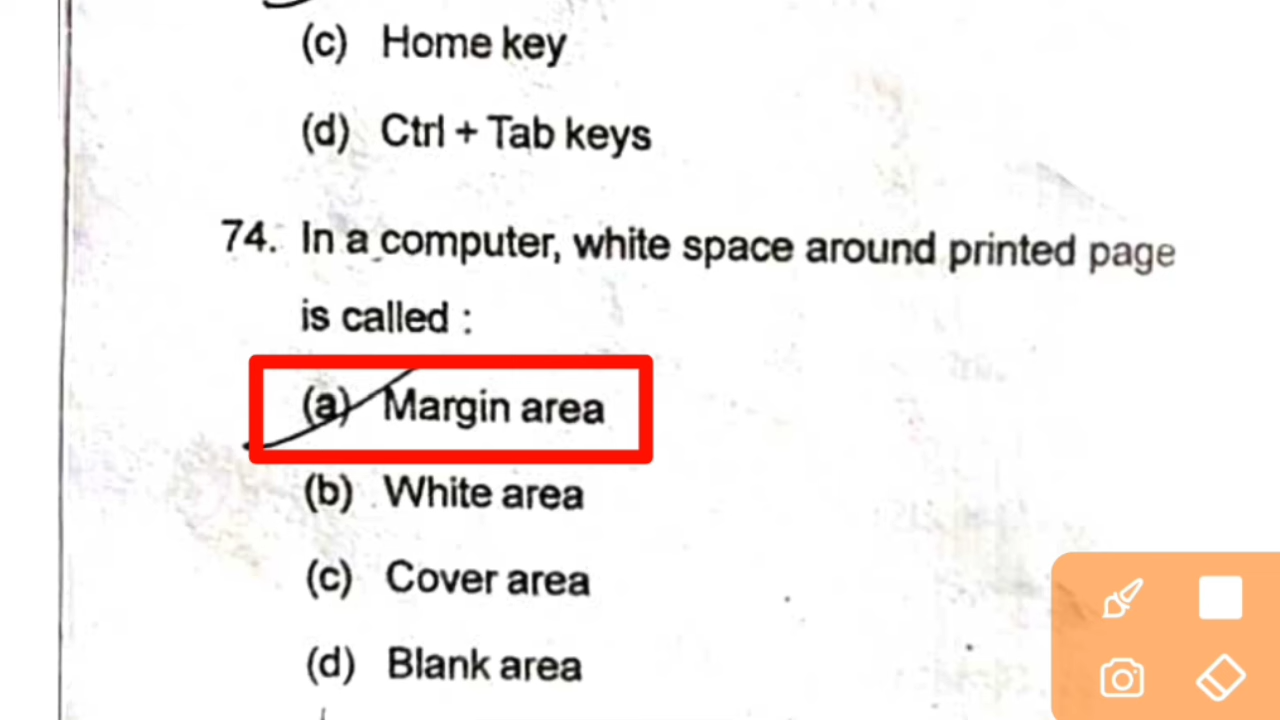 (c) Home key
(d) Ctrl + Tab keys
74. In a computer, white space around printed page
is called :
(a) Margin area
(b) White area
(c) Cover area
(d) Blank area